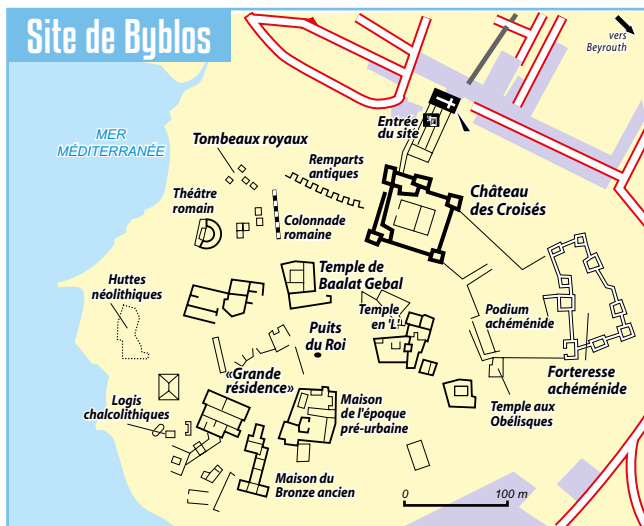 Site de Byblos
vers
Beyrouth
MER
MÉDITERRANÉE
Entrée
du site
Tombeaux royaux
Remparts
antiques
Théâtre
romain
Château
des Croisés
Colonnade
romaine
Temple de
Baalat Gebal
Huttes
néolithiques
Temple
en 'L'
Podium
achéménide
Puits
du Roi
Forteresse
achéménide
«Grande
résidence»
Logis
chalcolithiques
Maison
de l'époque
pré-urbaine
Temple aux
Obélisques
Maison du
Bronze ancien
0 100 m